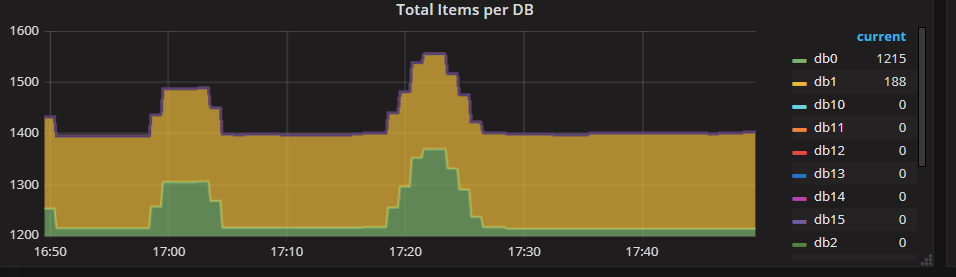 Total Items per DB
1600
1500
1400
1300
1200
16:50 17:00 17:10 17:20 17:30 17:40
current
db0 1215
db1 188
db10 0
db11 0
db12 0
db13 0
db14 0
db15 0
db2 0